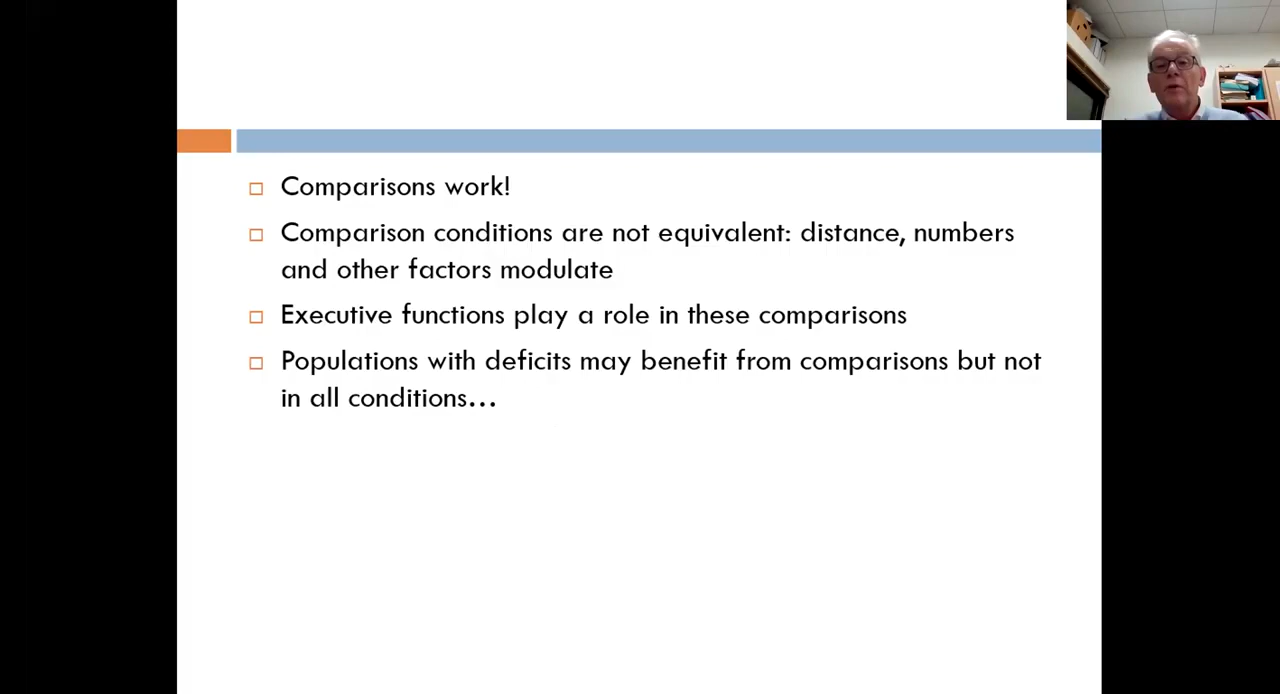 Comparisons work!
Comparison conditions are not equivalent: distance, numbers
and other factors modulate
Executive functions play a role in these comparisons
Populations with deficits may benefit from comparisons but not
in all conditions…